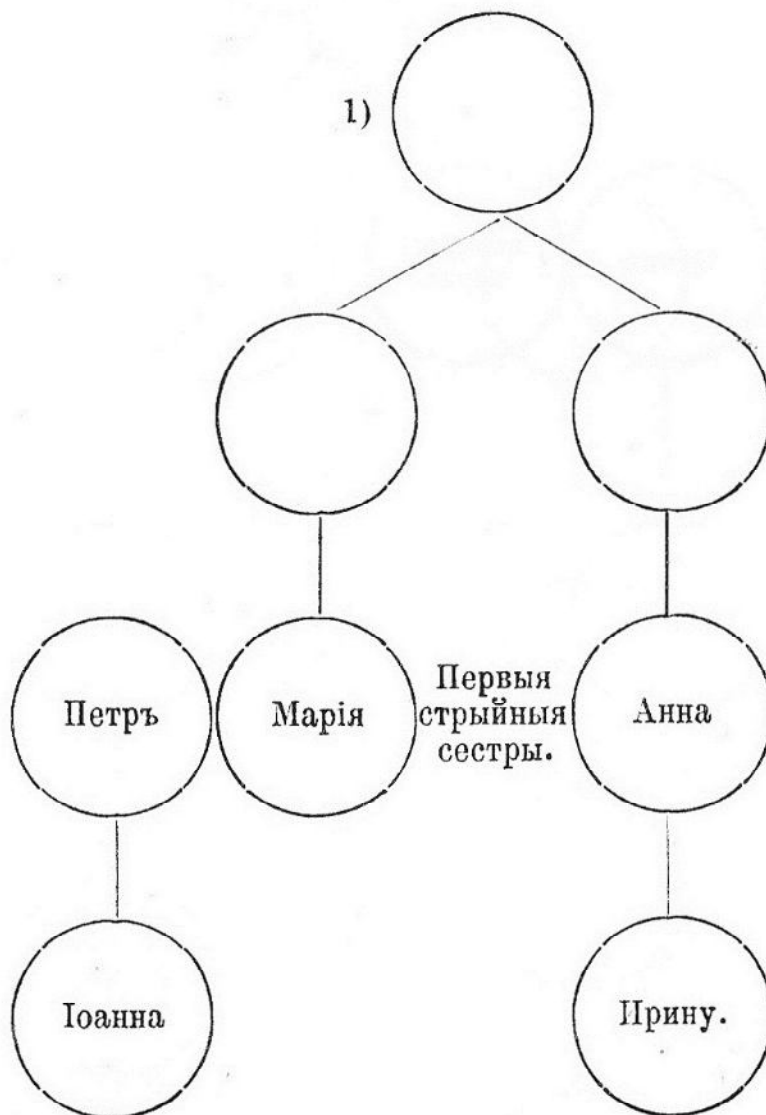 1)
Петръ
Марія
Первыя
стрыйныя
сестры.
Анна
Іоанна
Ирину.